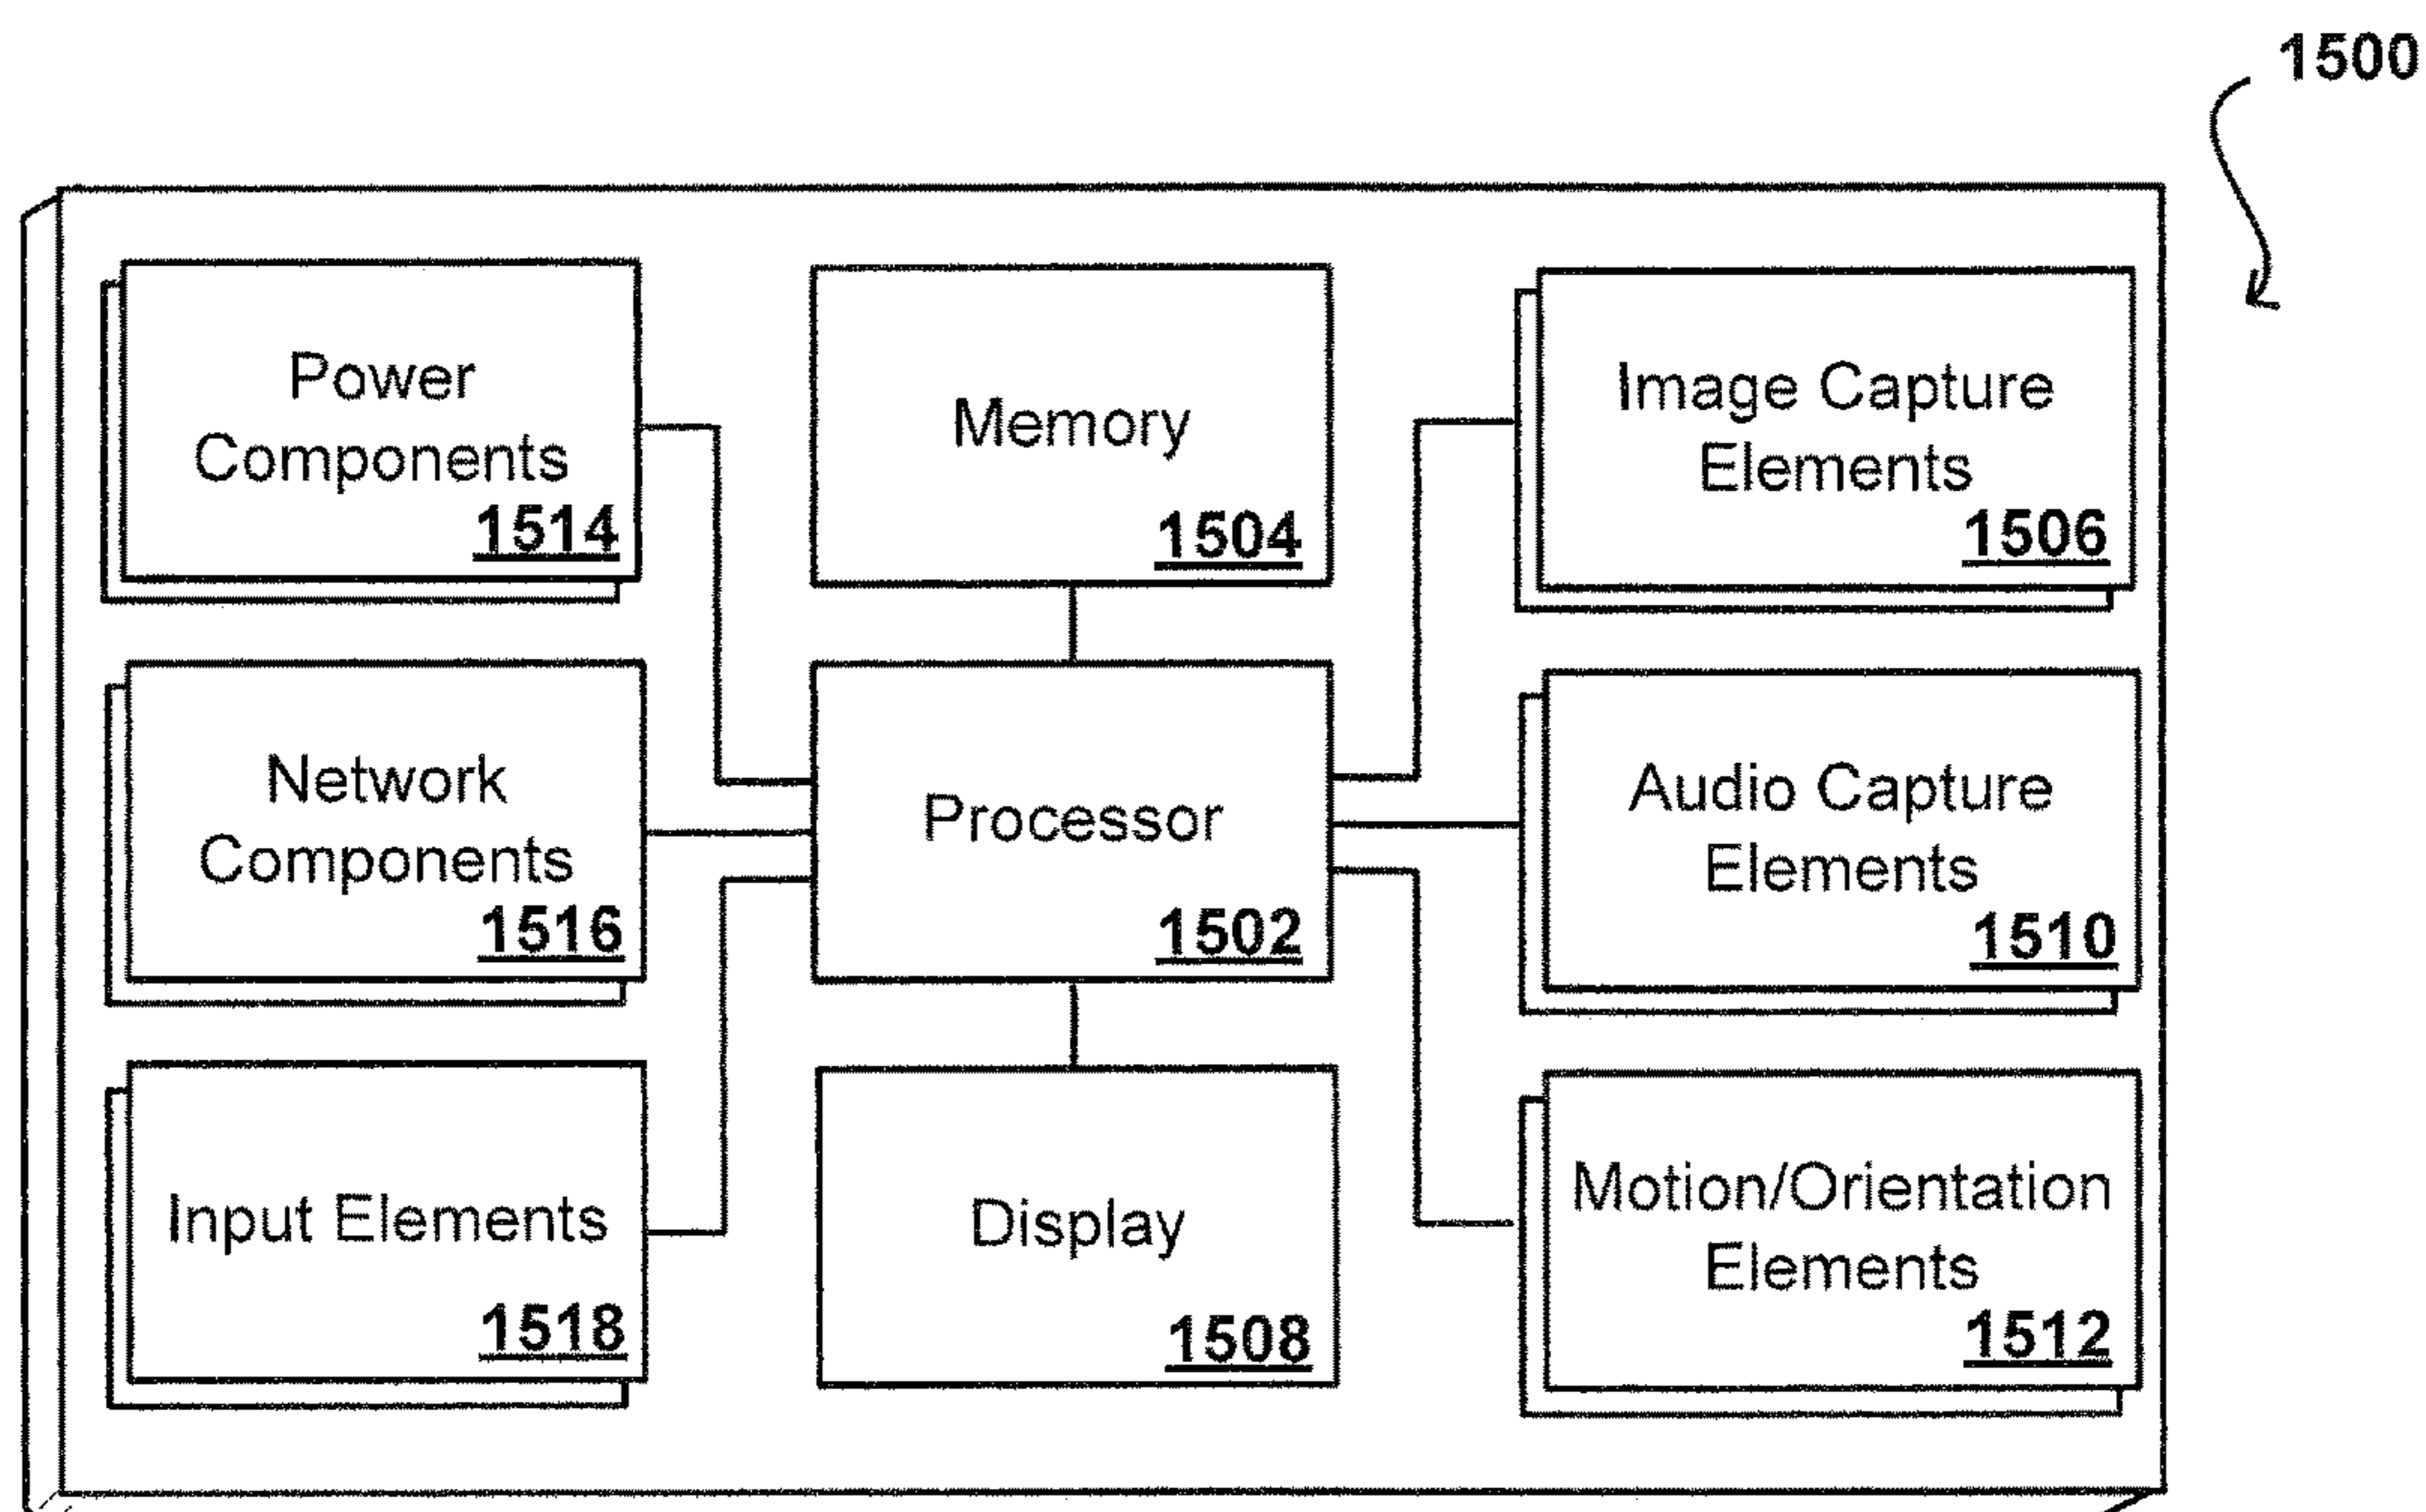 1500
Power
Components
1514
Memory
1504
Image Capture
Elements
1506
Network
Components
1516
Processor
1502
Audio Capture
Elements
1510
Input Elements
1518
Display
1508
Motion/Orientation
Elements
1512